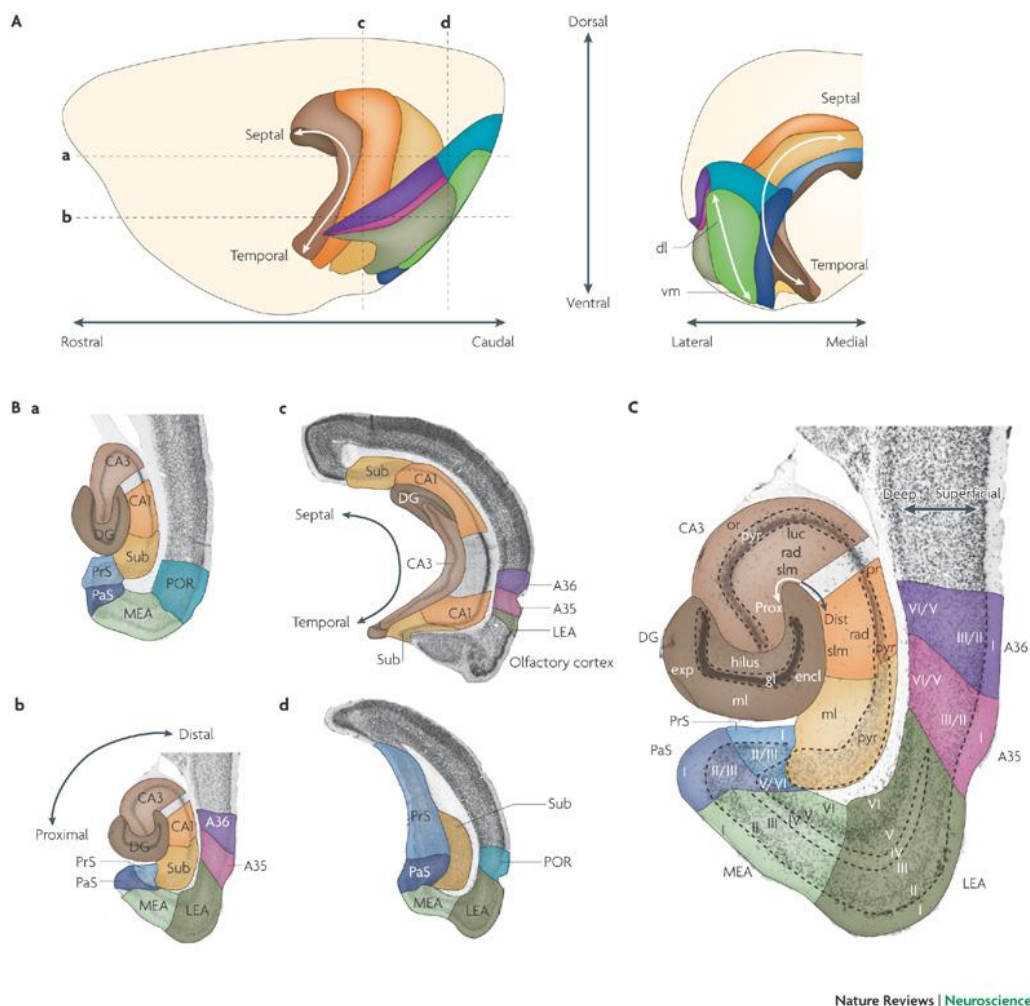 A
c
d
Septal
a
b
Temporal
Rostral
Caudal
Dorsal
Ventral
Septal
dl
Temporal
vm
Lateral
Medial
B a
CA3
CA1
DG
Sub
PrS
PaS
MEA
POR
c
Sub
CA1
DG
Septal
CA3
A36
A35
Temporal
CA1
LEA
Sub
Olfactory cortex
b
Distal
CA3
Proximal
CA1
A36
DG
PrS
Sub
A35
PaS
MEA
LEA
d
Sub
PrS
PaS
POR
MEA
LEA
C
Deep Superficial
CA3
or
pyr
luc
rad
slm
pr
Prox
Dist
rad
slm
pyr
VI/V
III/II
I
A36
DG
exp
hilus
gl
encl
ml
VI/V
III/II
I
A35
ml
pyr
PrS
I
II/III
V/VI
PaS
I
II/III
VI
V
IV
III
II
I
MEA
VI
V
IV
III
II
I
LEA
Nature Reviews | Neuroscience